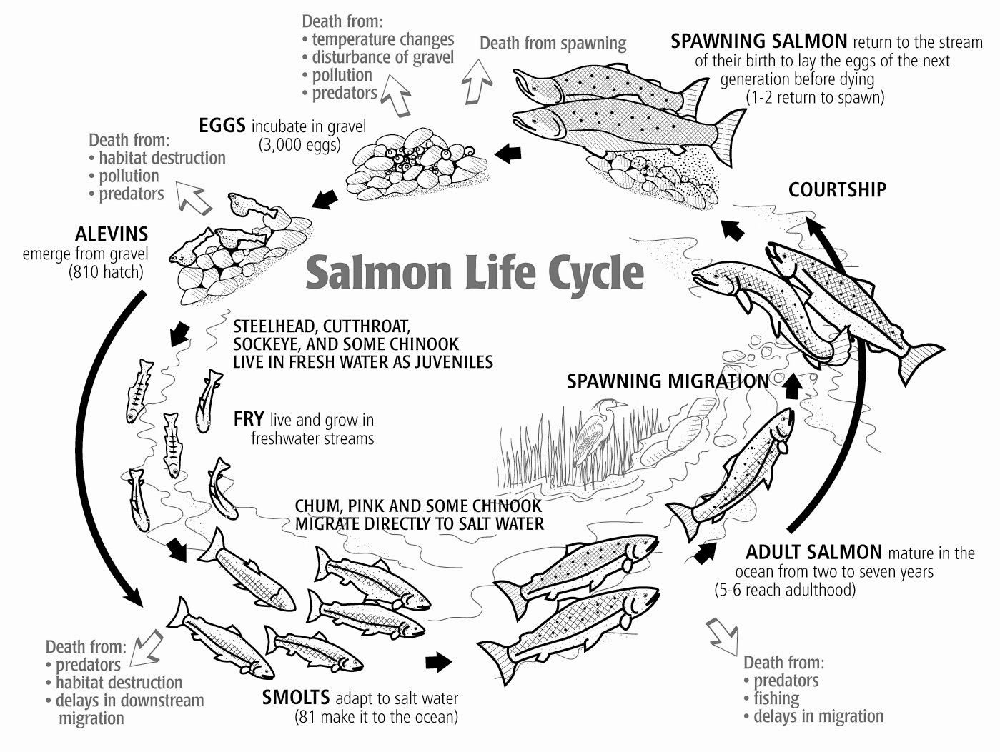 Death from:
• temperature changes
• disturbance of gravel
• pollution
• predators
Death from spawning
SPAWNING SALMON return to the stream
of their birth to lay the eggs of the next
generation before dying
(1-2 return to spawn)
EGGS incubate in gravel
(3,000 eggs)
Death from:
• habitat destruction
• pollution
• predators
COURTSHIP
ALEVINS
emerge from gravel
(810 hatch)
Salmon Life Cycle
STEELHEAD, CUTTHROAT,
SOCKEYE, AND SOME CHINOOK
LIVE IN FRESH WATER AS JUVENILES
SPAWNING MIGRATION
FRY live and grow in
freshwater streams
CHUM, PINK AND SOME CHINOOK
MIGRATE DIRECTLY TO SALT WATER
ADULT SALMON mature in the
ocean from two to seven years
(5-6 reach adulthood)
Death from:
• predators
• habitat destruction
• delays in downstream
migration
SMOLTS adapt to salt water
(81 make it to the ocean)
Death from:
• predators
• fishing
• delays in migration